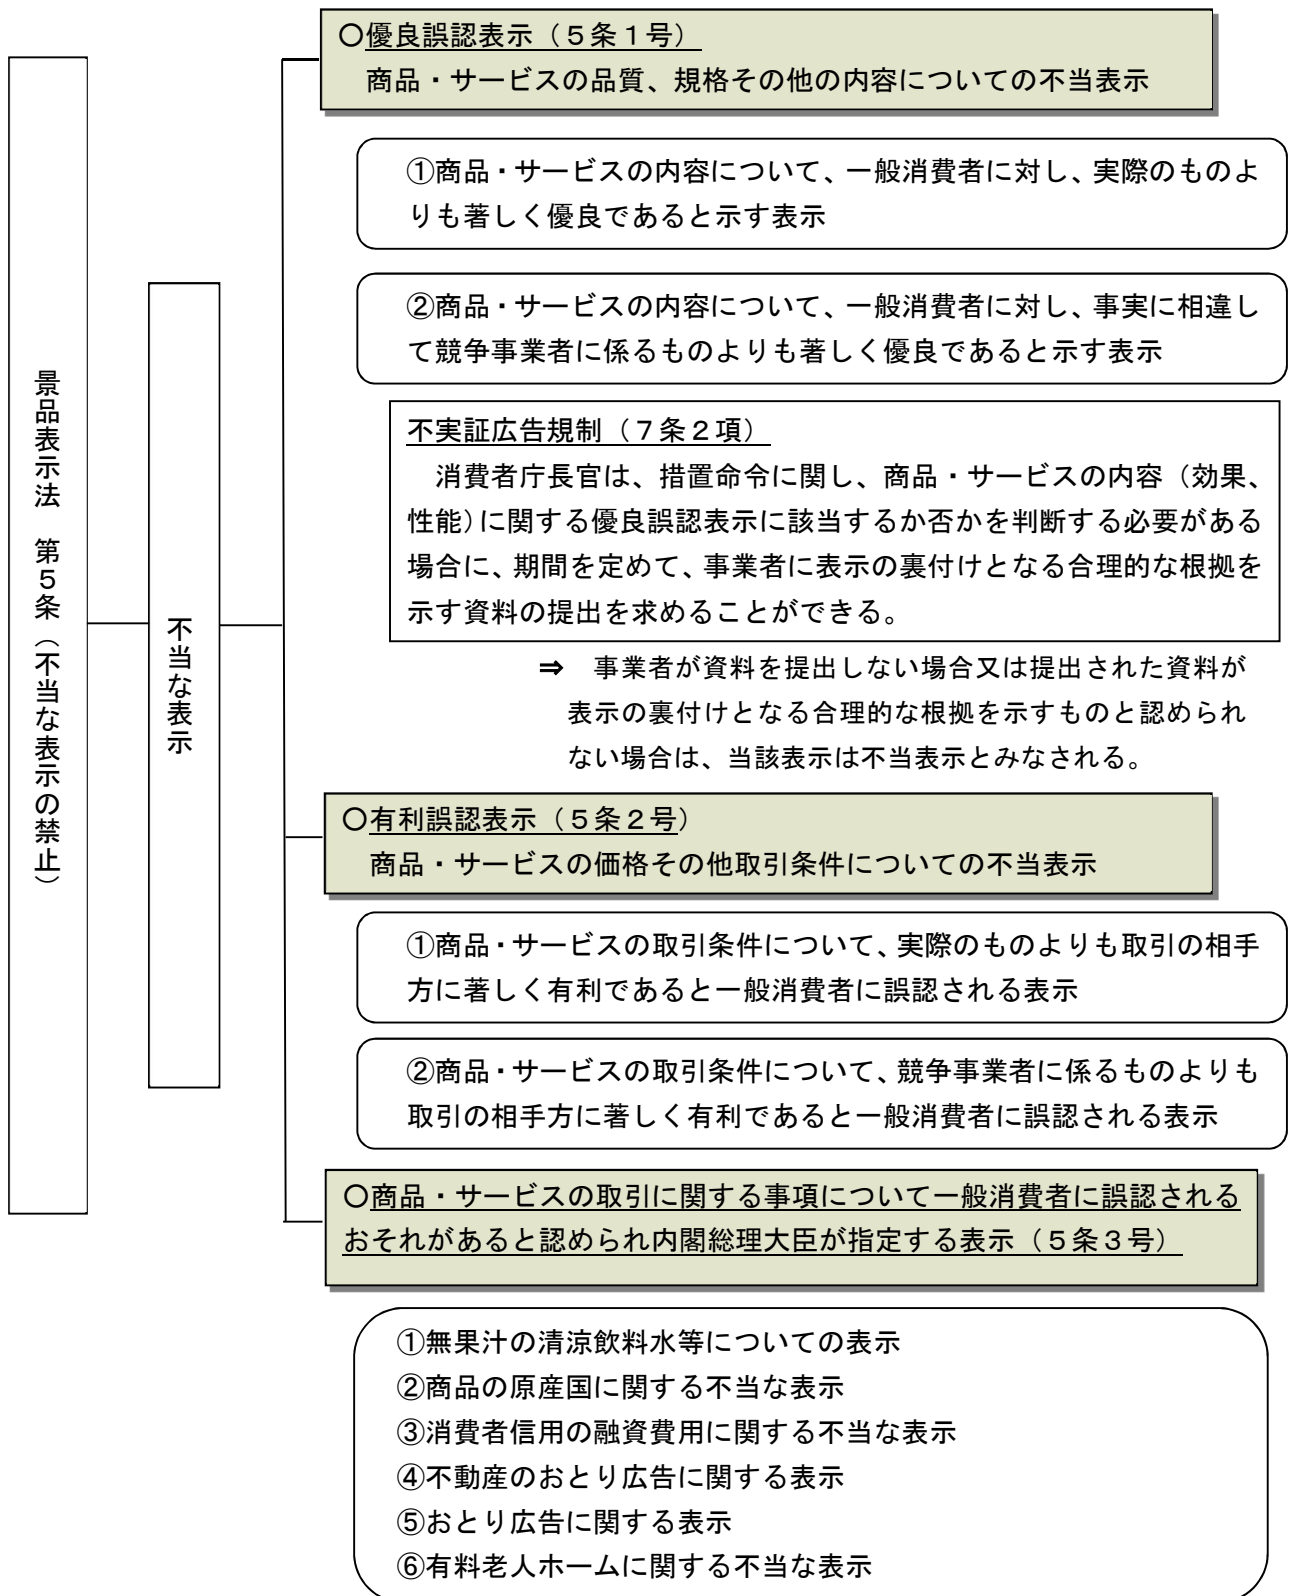 景品表示法　第５条（不当な表示の禁止）
不当な表示
〇優良誤認表示（５条１号）
商品・サービスの品質、規格その他の内容についての不当表示
①商品・サービスの内容について、一般消費者に対し、実際のものよ
りも著しく優良であると示す表示
②商品・サービスの内容について、一般消費者に対し、事実に相違し
て競争事業者に係るものよりも著しく優良であると示す表示
不実証広告規制（７条２項）
消費者庁長官は、措置命令に関し、商品・サービスの内容（効果、
性能）に関する優良誤認表示に該当するか否かを判断する必要がある
場合に、期間を定めて、事業者に表示の裏付けとなる合理的な根拠を
示す資料の提出を求めることができる。
⇒　事業者が資料を提出しない場合又は提出された資料が
表示の裏付けとなる合理的な根拠を示すものと認められ
ない場合は、当該表示は不当表示とみなされる。
〇有利誤認表示（５条２号）
商品・サービスの価格その他取引条件についての不当表示
①商品・サービスの取引条件について、実際のものよりも取引の相手
方に著しく有利であると一般消費者に誤認される表示
②商品・サービスの取引条件について、競争事業者に係るものよりも
取引の相手方に著しく有利であると一般消費者に誤認される表示
〇商品・サービスの取引に関する事項について一般消費者に誤認される
おそれがあると認められ内閣総理大臣が指定する表示（５条３号）
①無果汁の清涼飲料水等についての表示
②商品の原産国に関する不当な表示
③消費者信用の融資費用に関する不当な表示
④不動産のおとり広告に関する表示
⑤おとり広告に関する表示
⑥有料老人ホームに関する不当な表示